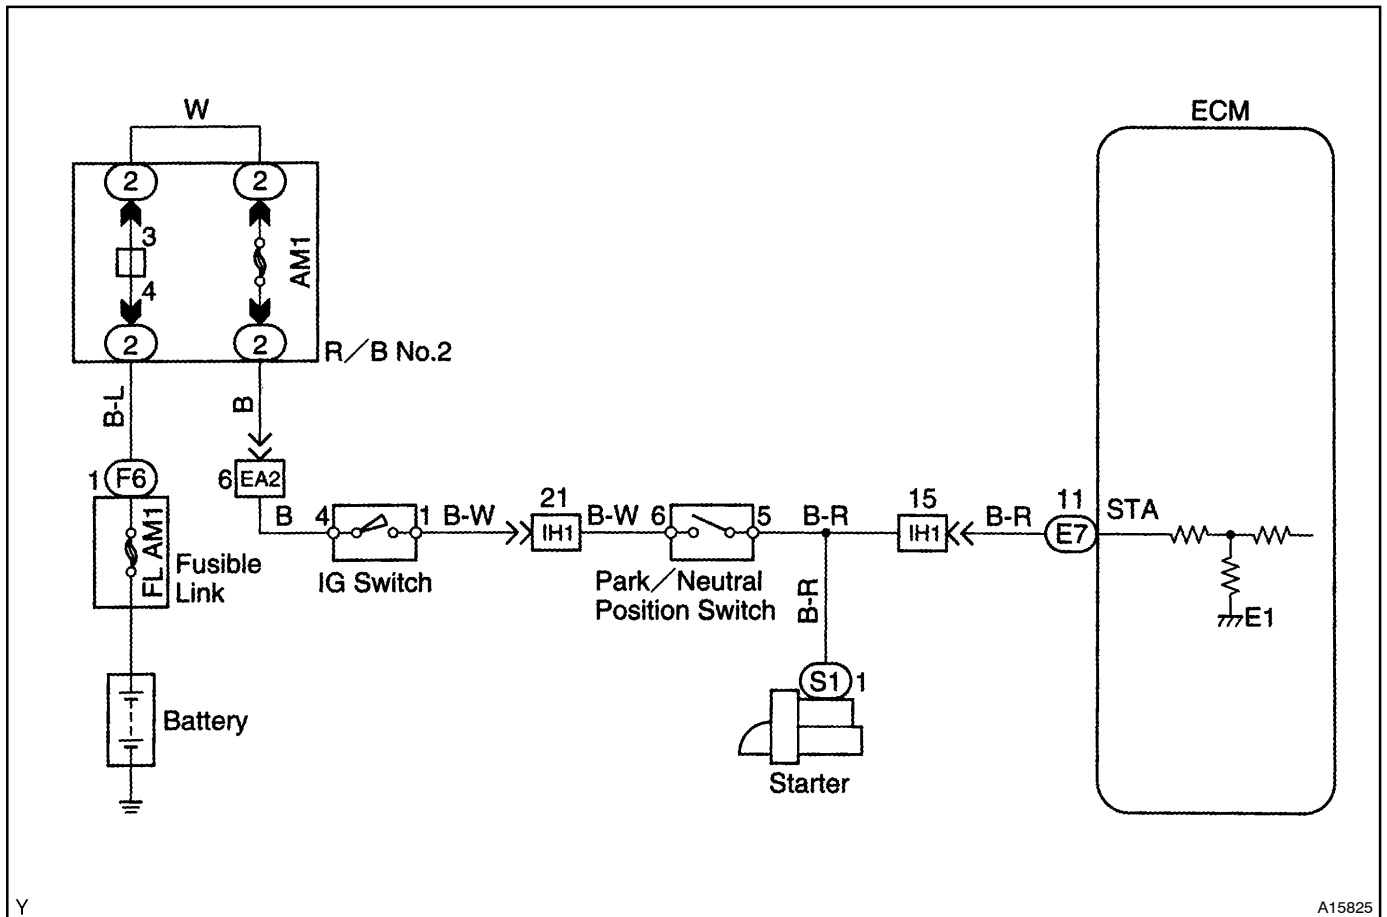 W
ECM
2
2
3
4
AM1
2
2
R/B No.2
B-L
B
1
F6
6
EA2
FL AM1
Fusible
Link
B
4
1
B-W
IG Switch
21
IH1
B-W
6
5
Park/Neutral
Position Switch
B-R
B-R
15
IH1
B-R
11
E7
STA
E1
S1
1
Starter
Battery
Y
A15825